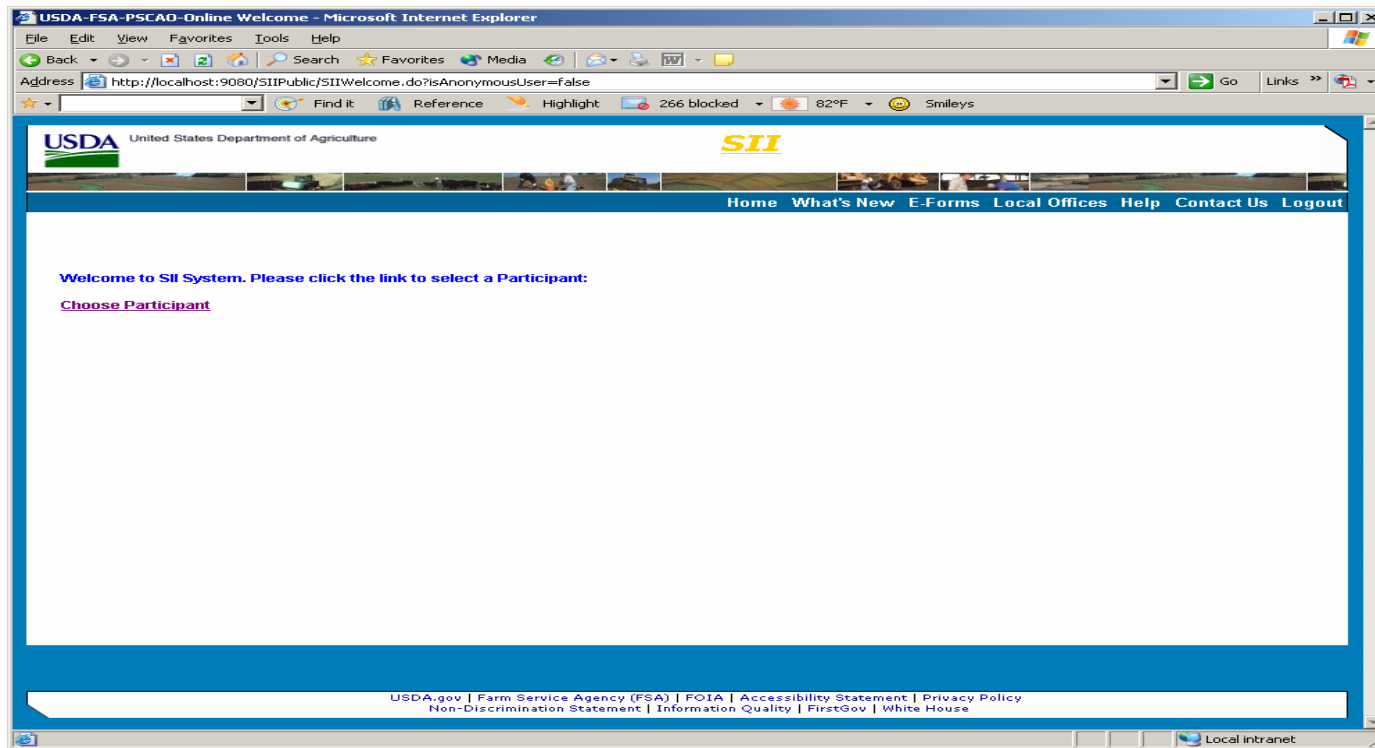 USDA-FSA-PSCAO-Online Welcome - Microsoft Internet Explorer
File Edit View Favorites Tools Help
Back Search Favorites Media
Address http://localhost:9080/SIIPublic/SIIWelcome.do?isAnonymousUser=false Go Links »
Find it Reference Highlight 266 blocked 82°F Smileys
USDA United States Department of Agriculture SII
Home What's New E-Forms Local Offices Help Contact Us Logout
Welcome to SII System. Please click the link to select a Participant:
Choose Participant
USDA.gov | Farm Service Agency (FSA) | FOIA | Accessibility Statement | Privacy Policy
Non-Discrimination Statement | Information Quality | FirstGov | White House
Local intranet